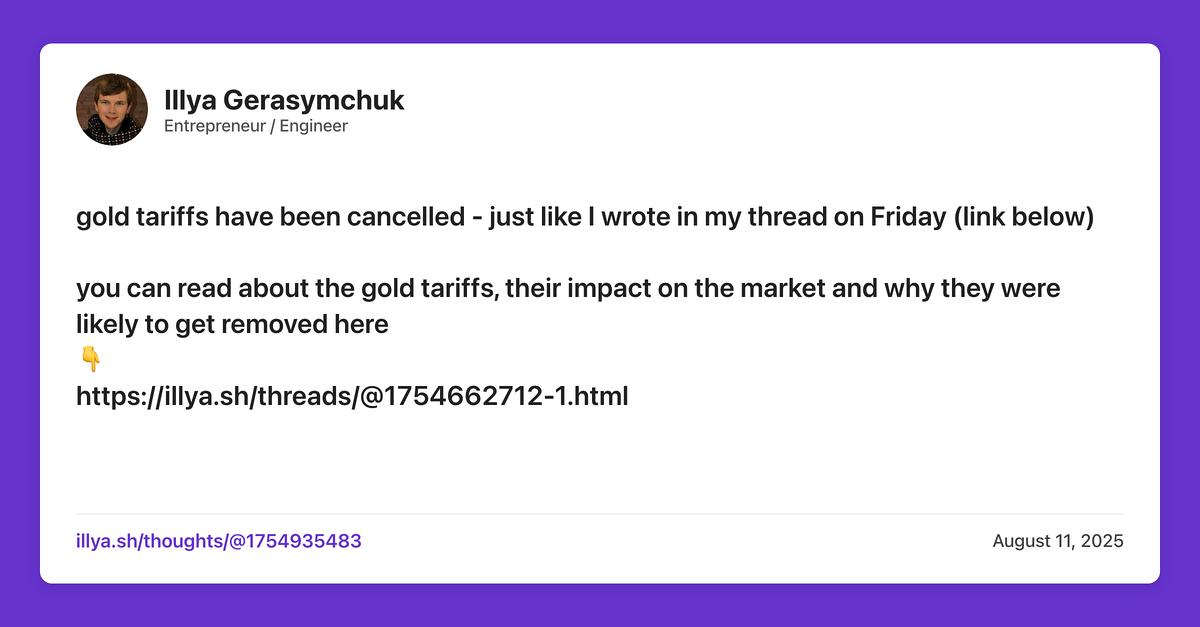 Illya Gerasymchuk
Entrepreneur / Engineer
gold tariffs have been cancelled - just like I wrote in my thread on Friday (link below)
you can read about the gold tariffs, their impact on the market and why they were
likely to get removed here
👇
https://illya.sh/threads/@1754662712-1.html
illya.sh/thoughts/@1754935483
August 11, 2025